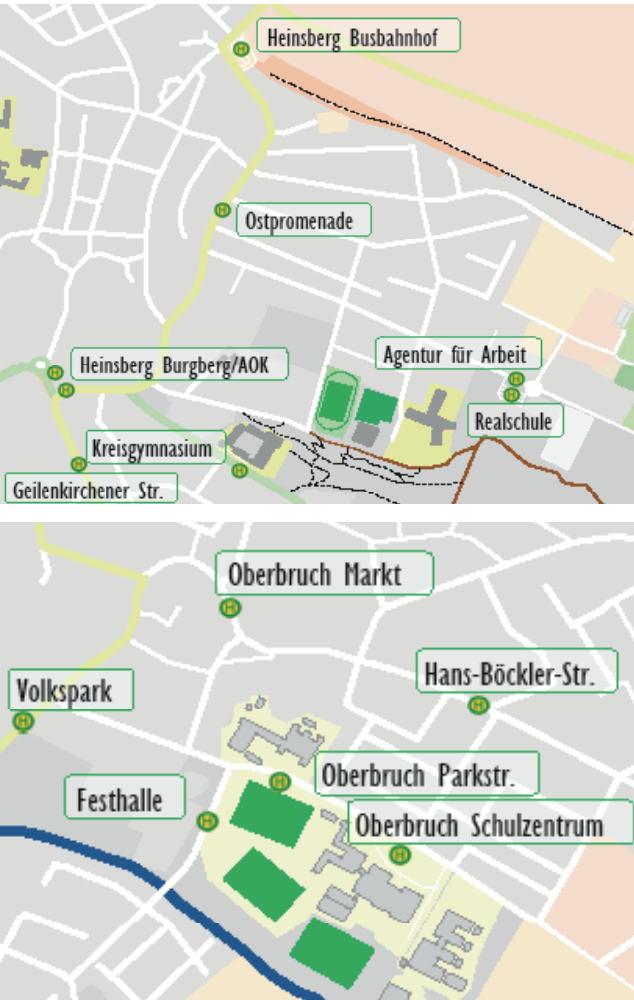 Heinsberg Busbahnhof
Ostpromenade
Agentur für Arbeit
Heinsberg Burgberg/AOK
Realschule
Kreisgymnasium
Geilenkirchener Str.
Oberbruch Markt
Hans-Böckler-Str.
Volkspark
Oberbruch Parkstr.
Festhalle
Oberbruch Schulzentrum